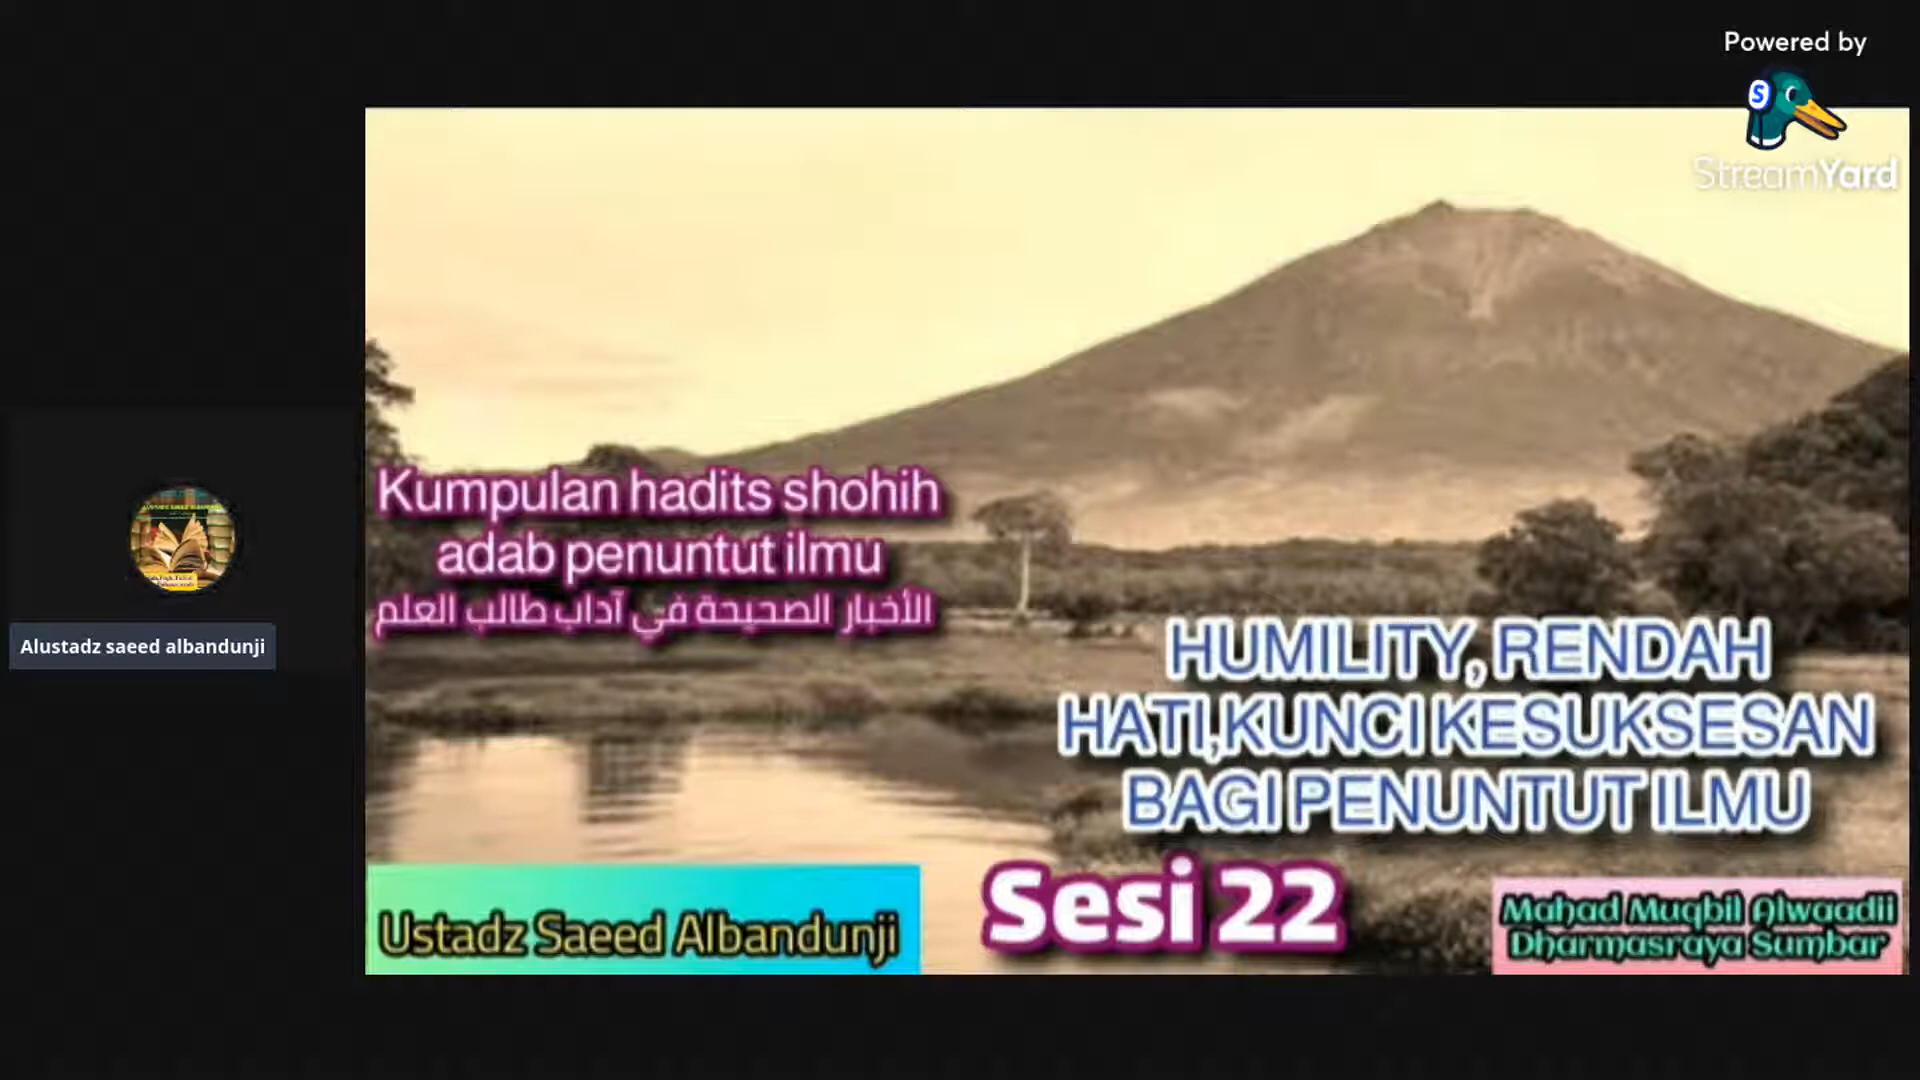 Powered by
StreamYard
Kumpulan hadits shohih
adab penuntut ilmu
الأخبار الصحيحة في آداب طالب العلم
HUMILITY, RENDAH
HATI,KUNCI KESUKSESAN
BAGI PENUNTUT ILMU
Alustadz saeed albandunji
Sesi 22
Ustadz Saeed Albandunji
Mahad Muqbil Alwaadii
Dharmasraya Sumbar